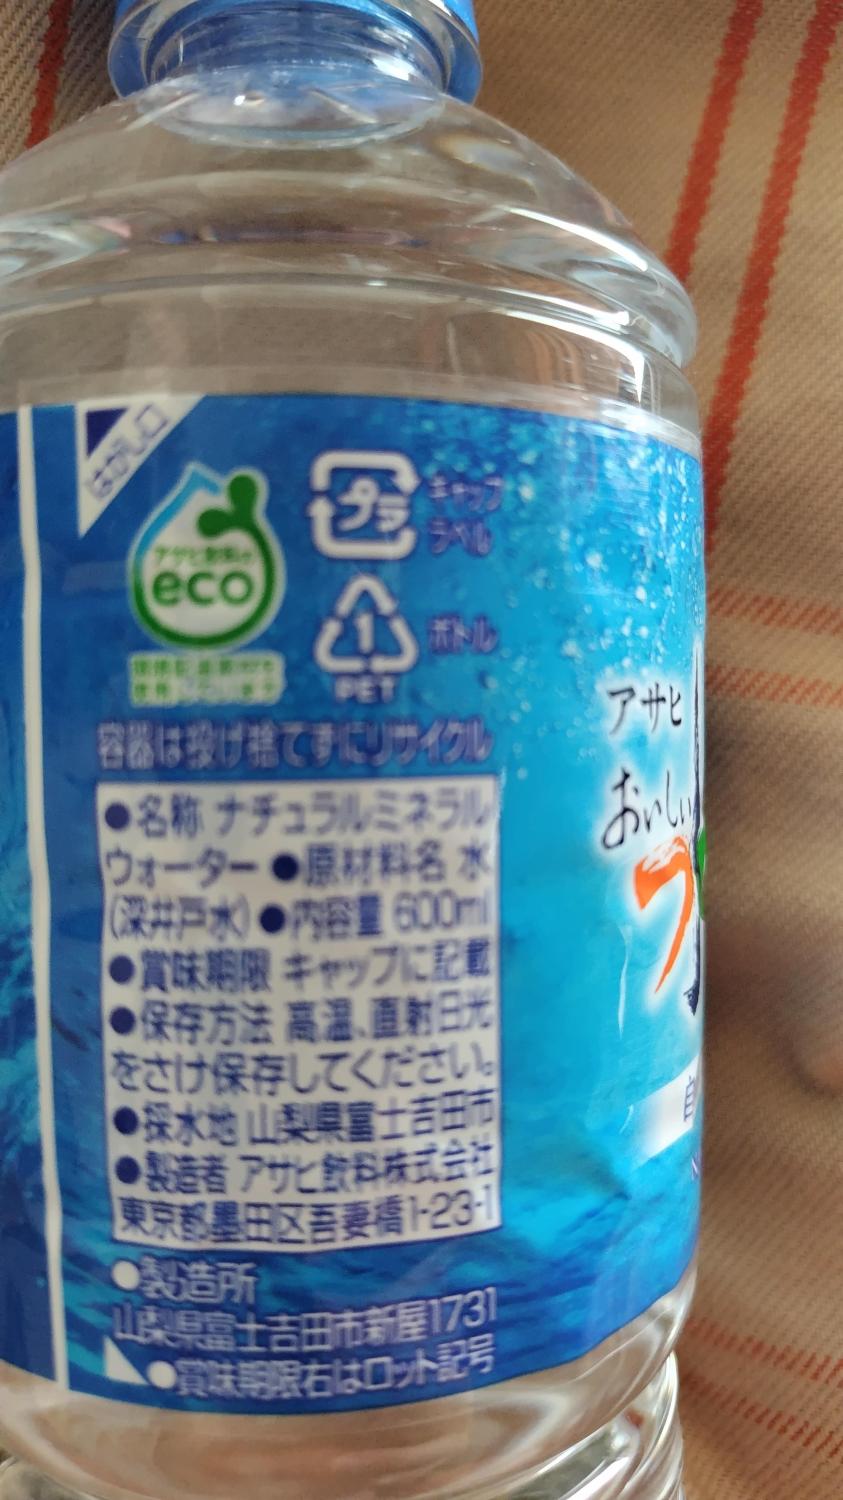 はがし口
アサヒ飲料の
eco
プラ
キャップ
ラベル
1
PET
ボトル
容器は投げ捨てずにリサイクル
●名称 ナチュラルミネラル
ウォーター ●原材料名 水
(深井戸水) ●内容量 600ml
●賞味期限 キャップに記載
●保存方法 高温、直射日光
をさけ保存してください。
●採水地 山梨県富士吉田市
●製造者 アサヒ飲料株式会社
東京都墨田区吾妻橋1-23-1
●製造所
山梨県富士吉田市新屋1731
●賞味期限右はロット記号
アサヒ
おいしい